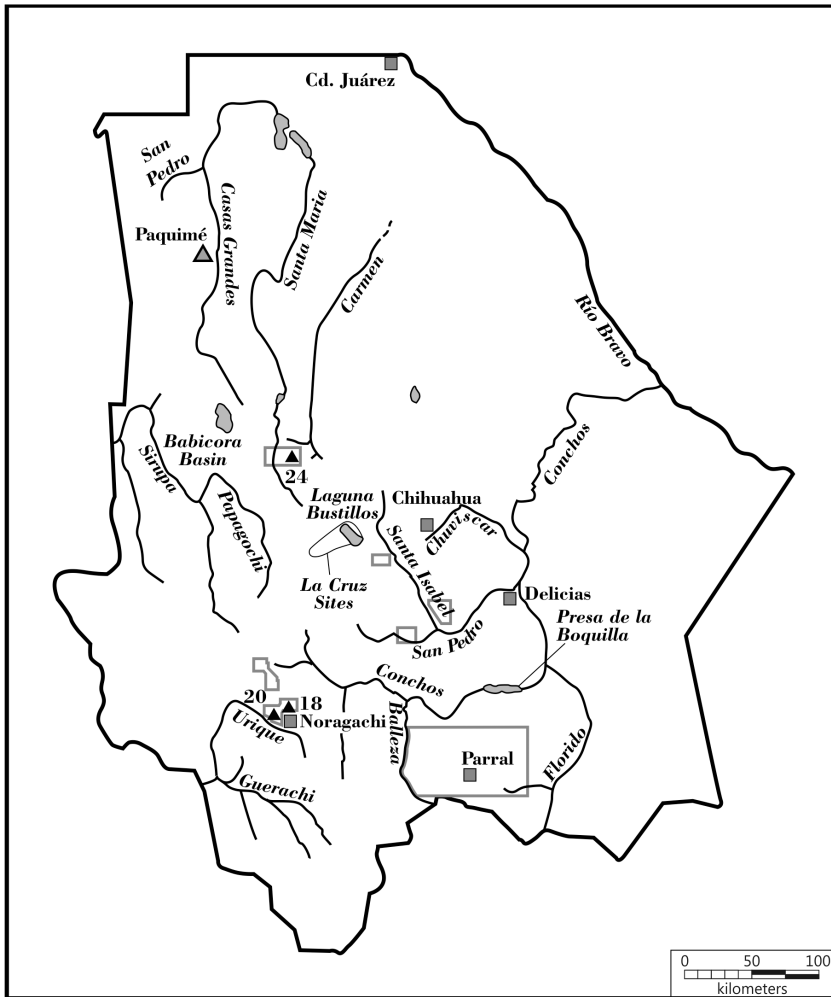 Cd. Juárez
San
Pedro
Casas Grandes
Santa Maria
Paquimé
Carmen
Río Bravo
Babicora
Basin
Sirupa
24
Conchos
Papagochi
Laguna
Bustillos
Chihuahua
Chuviscar
Santa Isabel
La Cruz
Sites
Delicias
Presa de la
Boquilla
San Pedro
Conchos
20
18
Urique
Noragachi
Balleza
Parral
Florido
Guerachi
0 50 100
kilometers